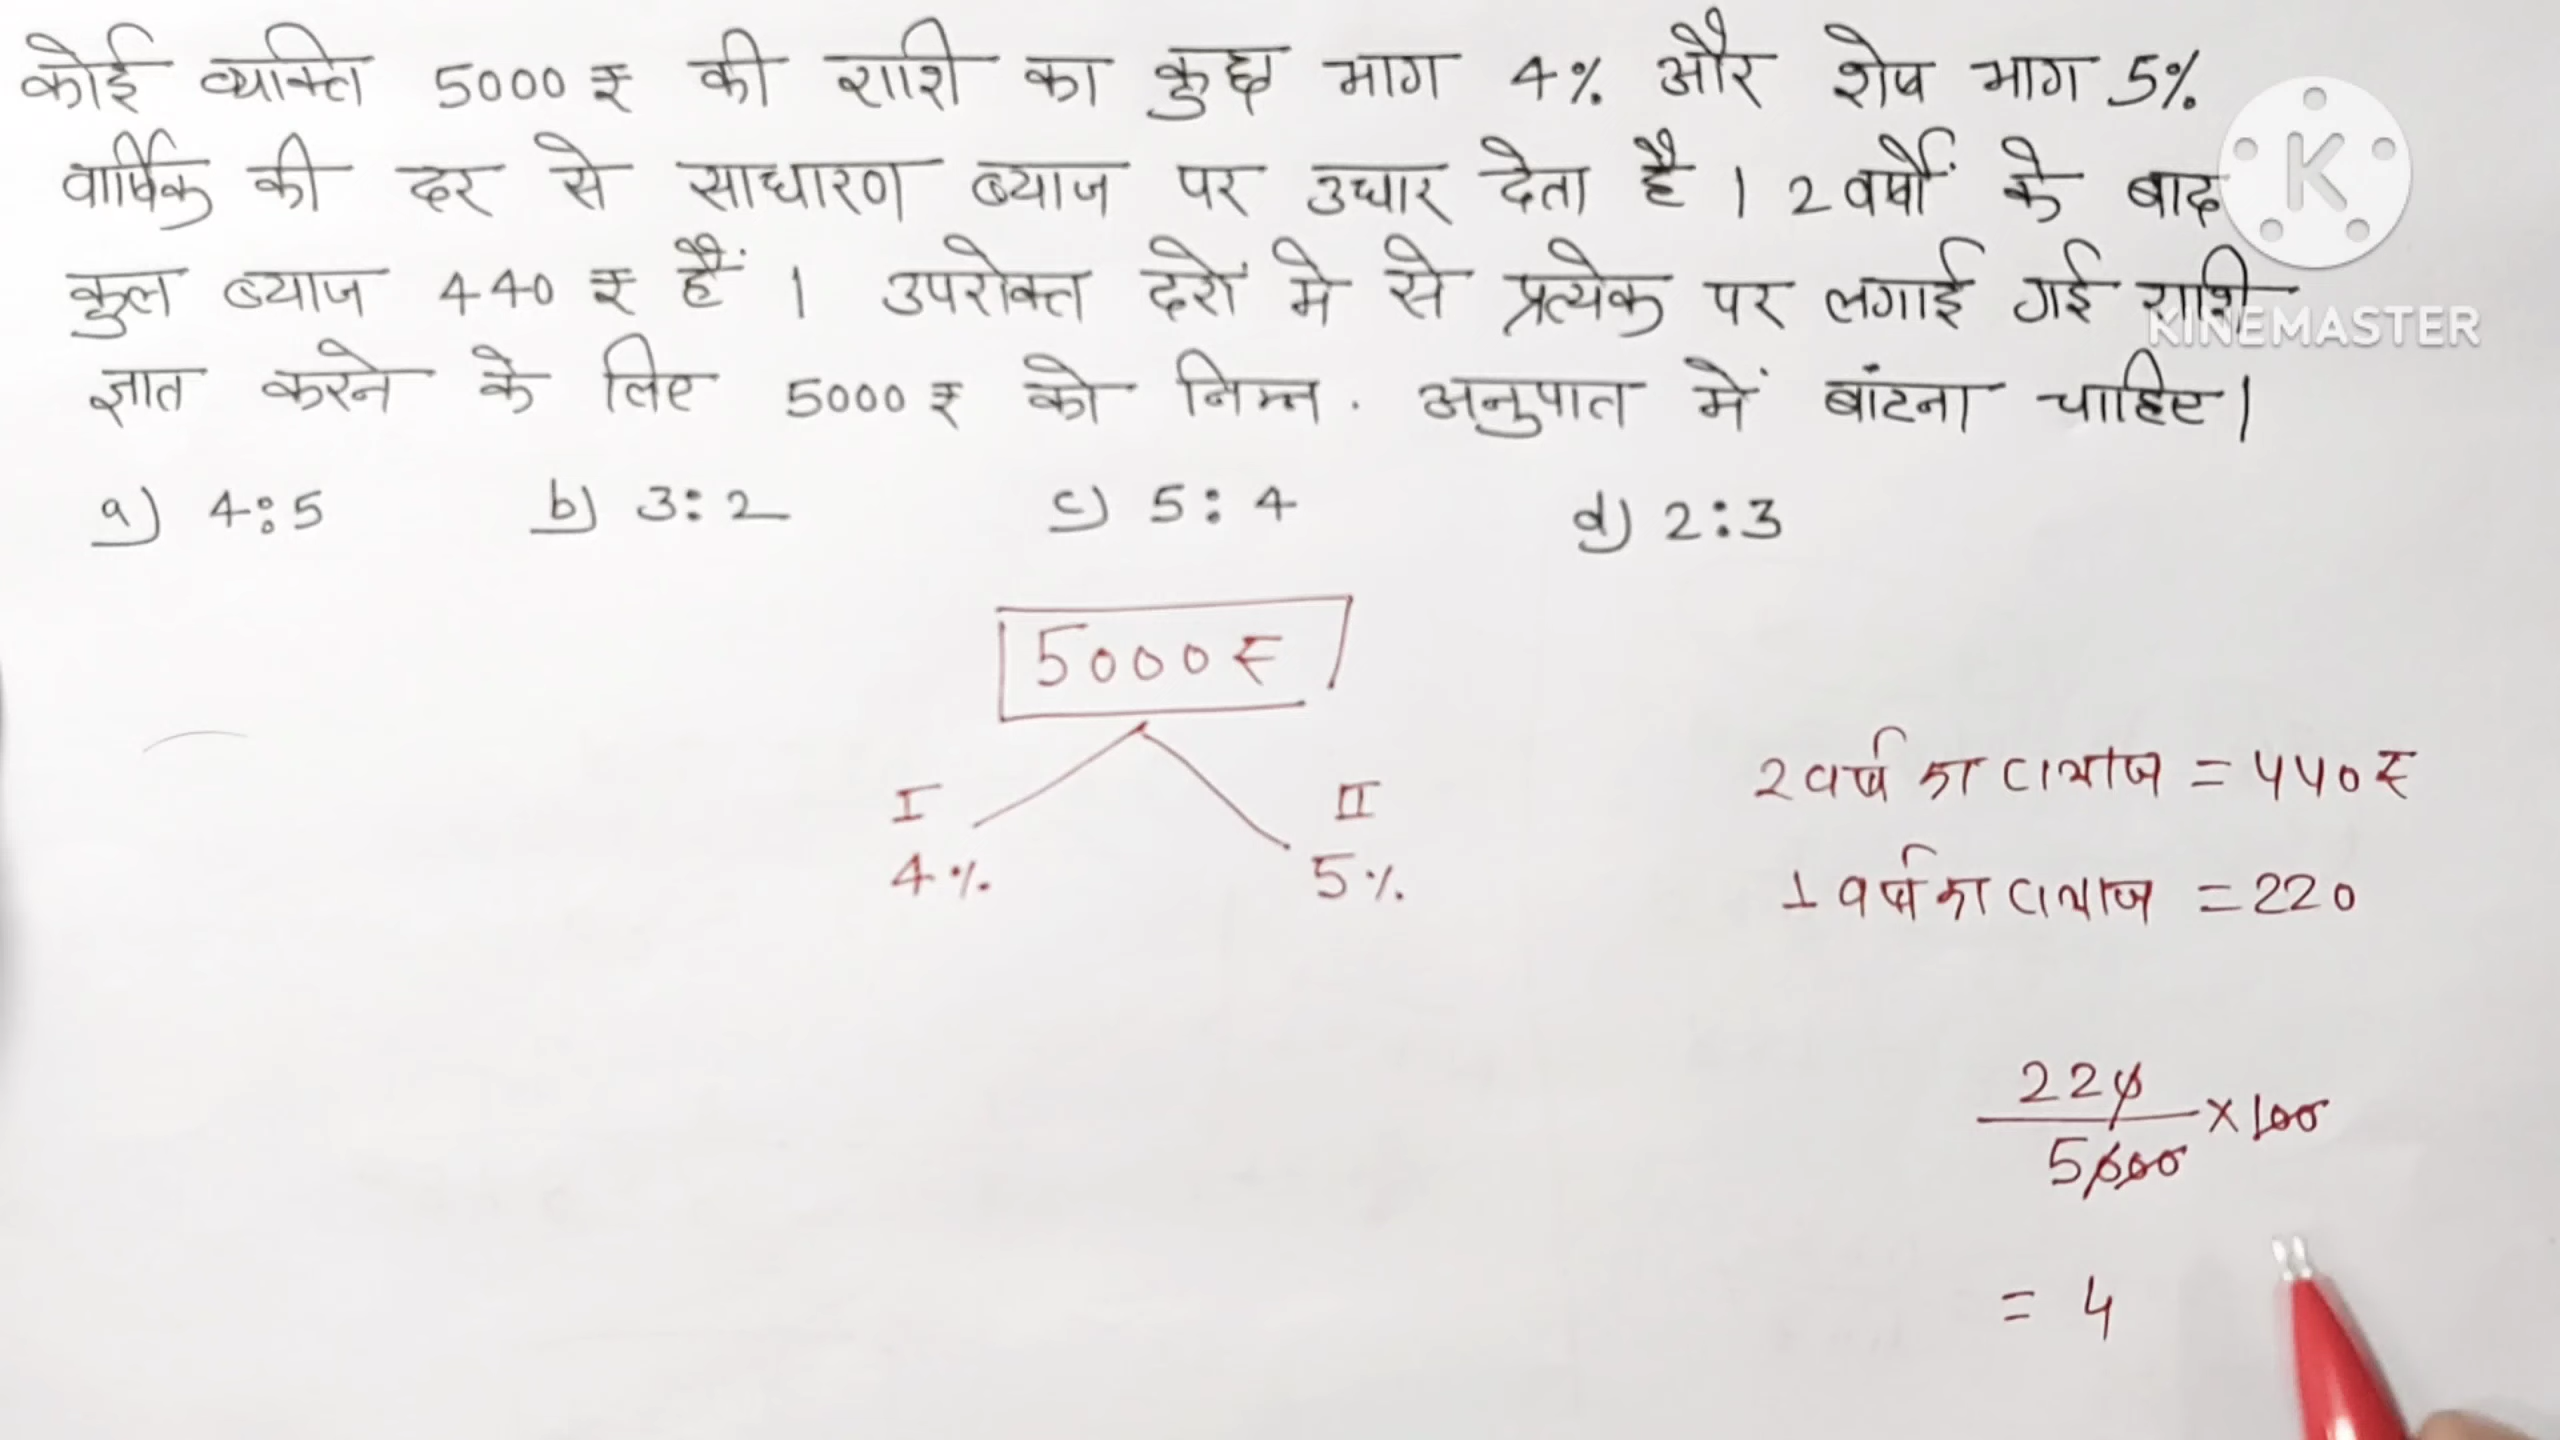 कोई व्यक्ति 5000 ₹ की राशि का कुछ भाग 4% और शेष भाग 5%
वार्षिक की दर से साधारण ब्याज पर उधार देता है । 2 वर्षों के बाद
कुल ब्याज 440 ₹ हैं । उपरोक्त दरों मे से प्रत्येक पर लगाई गई राशि
ज्ञात करने के लिए 5000 ₹ को निम्न . अनुपात में बांटना चाहिए।
a) 4:5 b) 3:2 c) 5:4 d) 2:3
K
KINEMASTER
5000 ₹
I II
4% 5%
2 वर्ष का ब्याज = 440 ₹
1 वर्ष का ब्याज = 220
220
5000 × 100
= 4